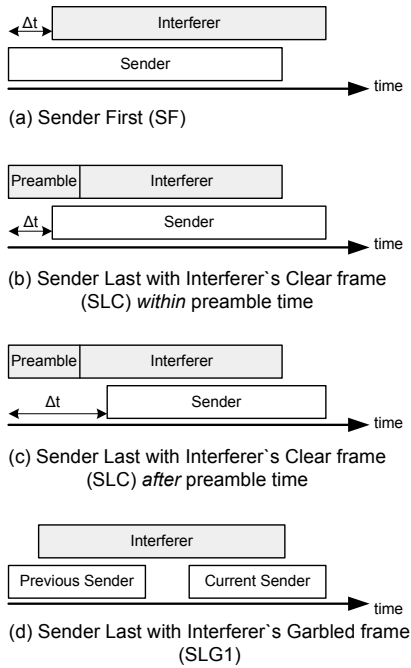 Δt
Interferer
Sender
time
(a) Sender First (SF)
Preamble
Interferer
Δt
Sender
time
(b) Sender Last with Interferer`s Clear frame
(SLC) within preamble time
Preamble
Interferer
Δt
Sender
time
(c) Sender Last with Interferer`s Clear frame
(SLC) after preamble time
Interferer
Previous Sender
Current Sender
time
(d) Sender Last with Interferer`s Garbled frame
(SLG1)